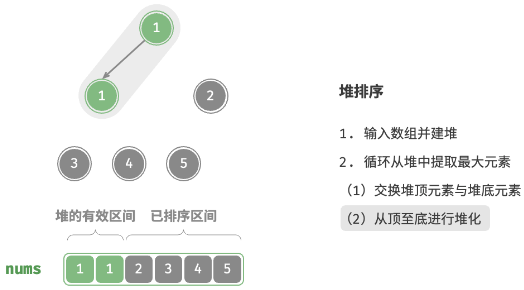 1
1
2
3
4
5
堆的有效区间 已排序区间
nums 1 1 2 3 4 5
堆排序
1. 输入数组并建堆
2. 循环从堆中提取最大元素
（1）交换堆顶元素与堆底元素
（2）从顶至底进行堆化